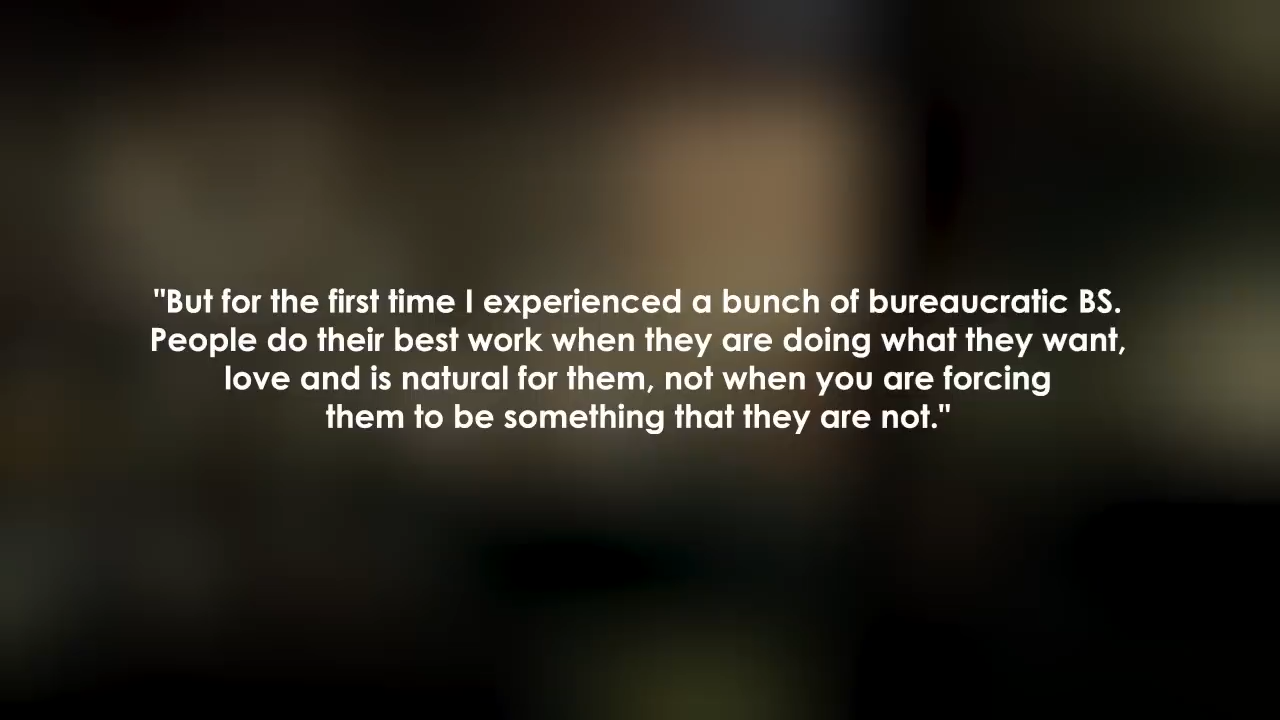 "But for the first time I experienced a bunch of bureaucratic BS.
People do their best work when they are doing what they want,
love and is natural for them, not when you are forcing
them to be something that they are not."